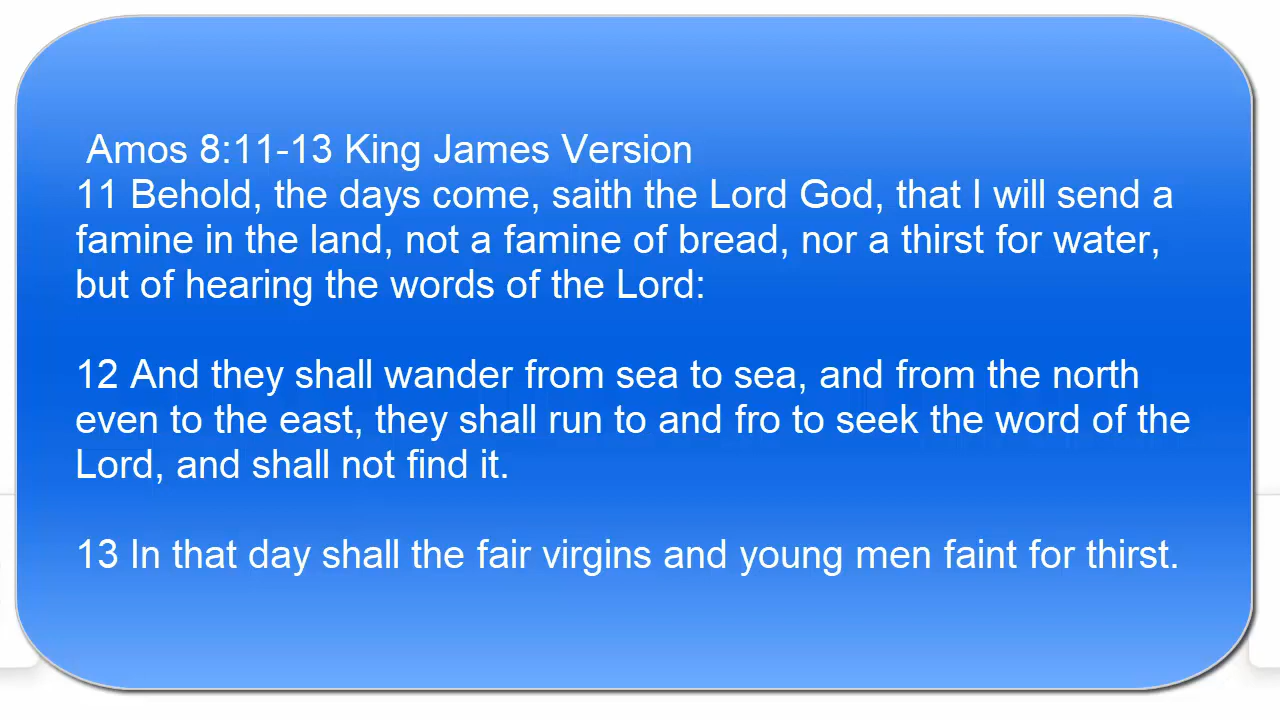 Amos 8:11-13 King James Version
11 Behold, the days come, saith the Lord God, that I will send a
famine in the land, not a famine of bread, nor a thirst for water,
but of hearing the words of the Lord:
12 And they shall wander from sea to sea, and from the north
even to the east, they shall run to and fro to seek the word of the
Lord, and shall not find it.
13 In that day shall the fair virgins and young men faint for thirst.